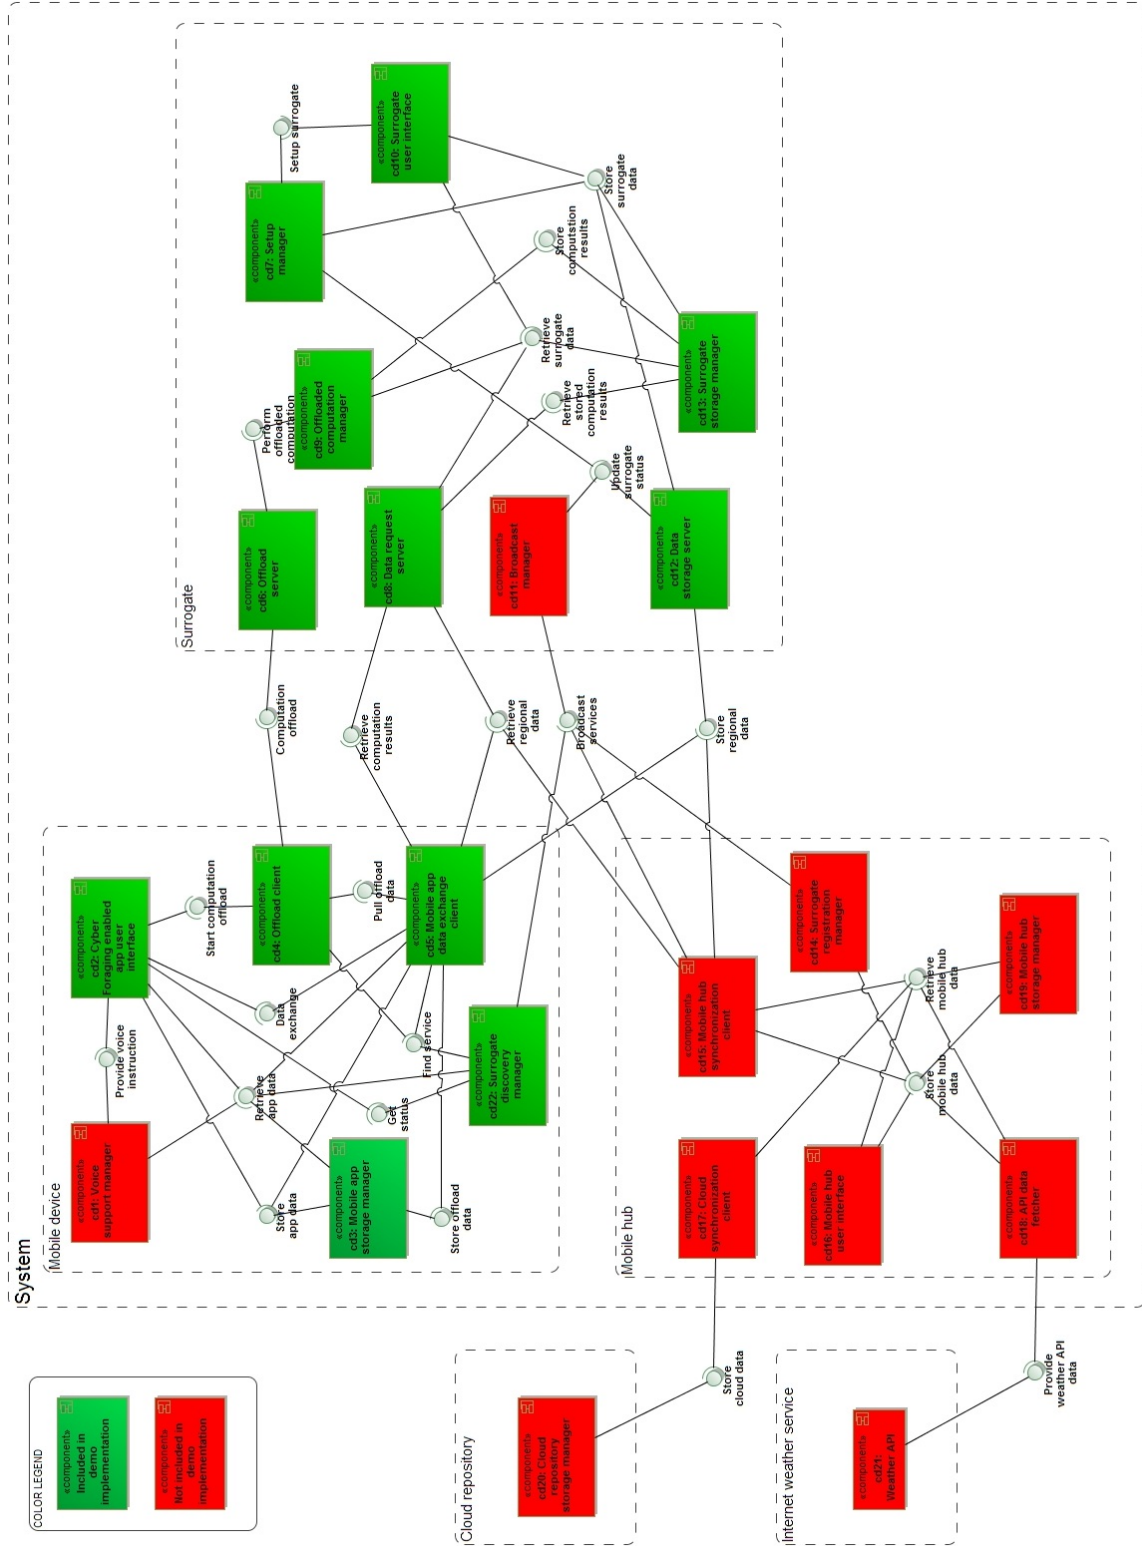 System
COLOR LEGEND
«component»
Included in
demo
implementation
«component»
Not included in
demo
implementation
Mobile device
«component»
cd1: Voice
support manager
Provide voice
instruction
«component»
cd2: Cyber
Foraging enabled
app user
interface
Start computation
offload
Store
app data
Retrieve
app data
Data
exchange
«component»
cd4: Offload client
«component»
cd3: Mobile app
storage manager
Get
status
Find service
Pull offload
data
«component»
cd5: Mobile app
data exchange
client
Store offload
data
«component»
cd22: Surrogate
discovery
manager
Computation
offload
Retrieve
computation
results
Retrieve
regional
data
Broadcast
services
Store
regional
data
Surrogate
«component»
cd6: Offload
server
Perform
offloaded
computation
«component»
cd9: Offloaded
computation
manager
«component»
cd7: Setup
manager
Setup surrogate
«component»
cd10: Surrogate
user interface
«component»
cd8: Data request
server
«component»
cd11: Broadcast
manager
Retrieve
stored
computation
results
Retrieve
surrogate
data
Store
computstion
results
Store
surrogate
data
Update
surrogate
status
«component»
cd12: Data
storage server
«component»
cd13: Surrogate
storage manager
Mobile hub
«component»
cd17: Cloud
synchronization
client
«component»
cd15: Mobile hub
synchronization
client
«component»
cd16: Mobile hub
user interface
«component»
cd14: Surrogate
registration
manager
Store
mobile hub
data
Retrieve
mobile hub
data
«component»
cd18: API data
fetcher
«component»
cd19: Mobile hub
storage manager
Cloud repository
«component»
cd20: Cloud
repository
storage manager
Store
cloud data
Internet weather service
«component»
cd21:
Weather API
Provide
weather API
data